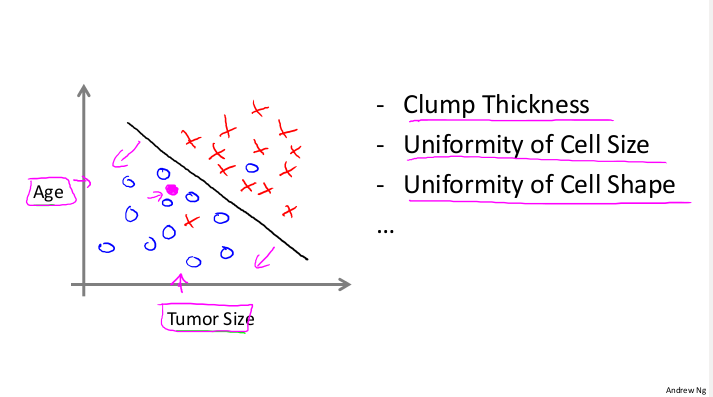 - Clump Thickness
- Uniformity of Cell Size
- Uniformity of Cell Shape
...
Age
Tumor Size
Andrew Ng